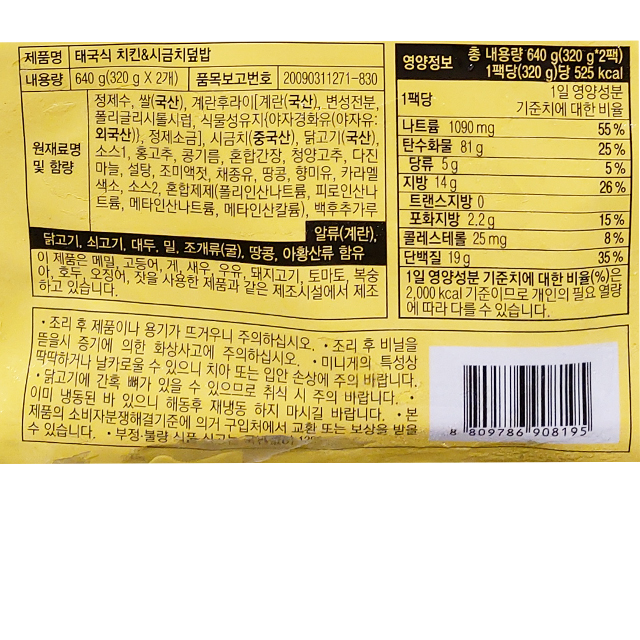 제품명 태국식 치킨&시금치덮밥
내용량 640 g(320 g X 2개) 품목보고번호 20090311271-830
원재료명 및 함량
정제수, 쌀(국산), 계란후라이[계란(국산), 변성전분,
폴리글리시톨시럽, 식물성유지(야자경화유(야자유:
외국산)), 정제소금], 시금치(중국산), 닭고기(국산),
소스1, 홍고추, 콩기름, 혼합간장, 청양고추, 다진
마늘, 설탕, 조미액젓, 채종유, 땅콩, 향미유, 카라멜
색소, 소스2, 혼합제제(폴리인산나트륨, 피로인산나
트륨, 메타인산나트륨, 메타인산칼륨), 백후추가루
알류(계란),
닭고기, 쇠고기, 대두, 밀, 조개류(굴), 땅콩, 아황산류 함유
이 제품은 메밀, 고등어, 게, 새우, 우유, 돼지고기, 토마토, 복숭
아, 호두, 오징어, 잣을 사용한 제품과 같은 제조시설에서 제조
하고 있습니다.
영양정보 총 내용량 640 g(320 g*2팩)
1팩당(320 g)당 525 kcal
1팩당 1일 영양성분
기준치에 대한 비율
나트륨 1090 mg 55 %
탄수화물 81 g 25 %
당류 5 g 5 %
지방 14 g 26 %
트랜스지방 0
포화지방 2.2 g 15 %
콜레스테롤 25 mg 8 %
단백질 19 g 35 %
1일 영양성분 기준치에 대한 비율(%)은
2,000 kcal 기준이므로 개인의 필요 열량
에 따라 다를 수 있습니다.
• 조리 후 제품이나 용기가 뜨거우니 주의하십시오. • 조리 후 비닐을
뜯을시 증기에 의한 화상사고에 주의하십시오. • 미니게의 특성상
딱딱하거나 날카로울 수 있으니 치아 또는 입안 손상에 주의 바랍니다.
• 닭고기에 간혹 뼈가 있을 수 있으므로 취식 시 주의 바랍니다. •
이미 냉동된 바 있으니 해동후 재냉동 하지 마시길 바랍니다. • 본
제품의 소비자분쟁해결기준에 의거 구입처에서 교환 또는 보상을 받을
수 있습니다. • 부정·불량 식품 신고는
8 809786 908195